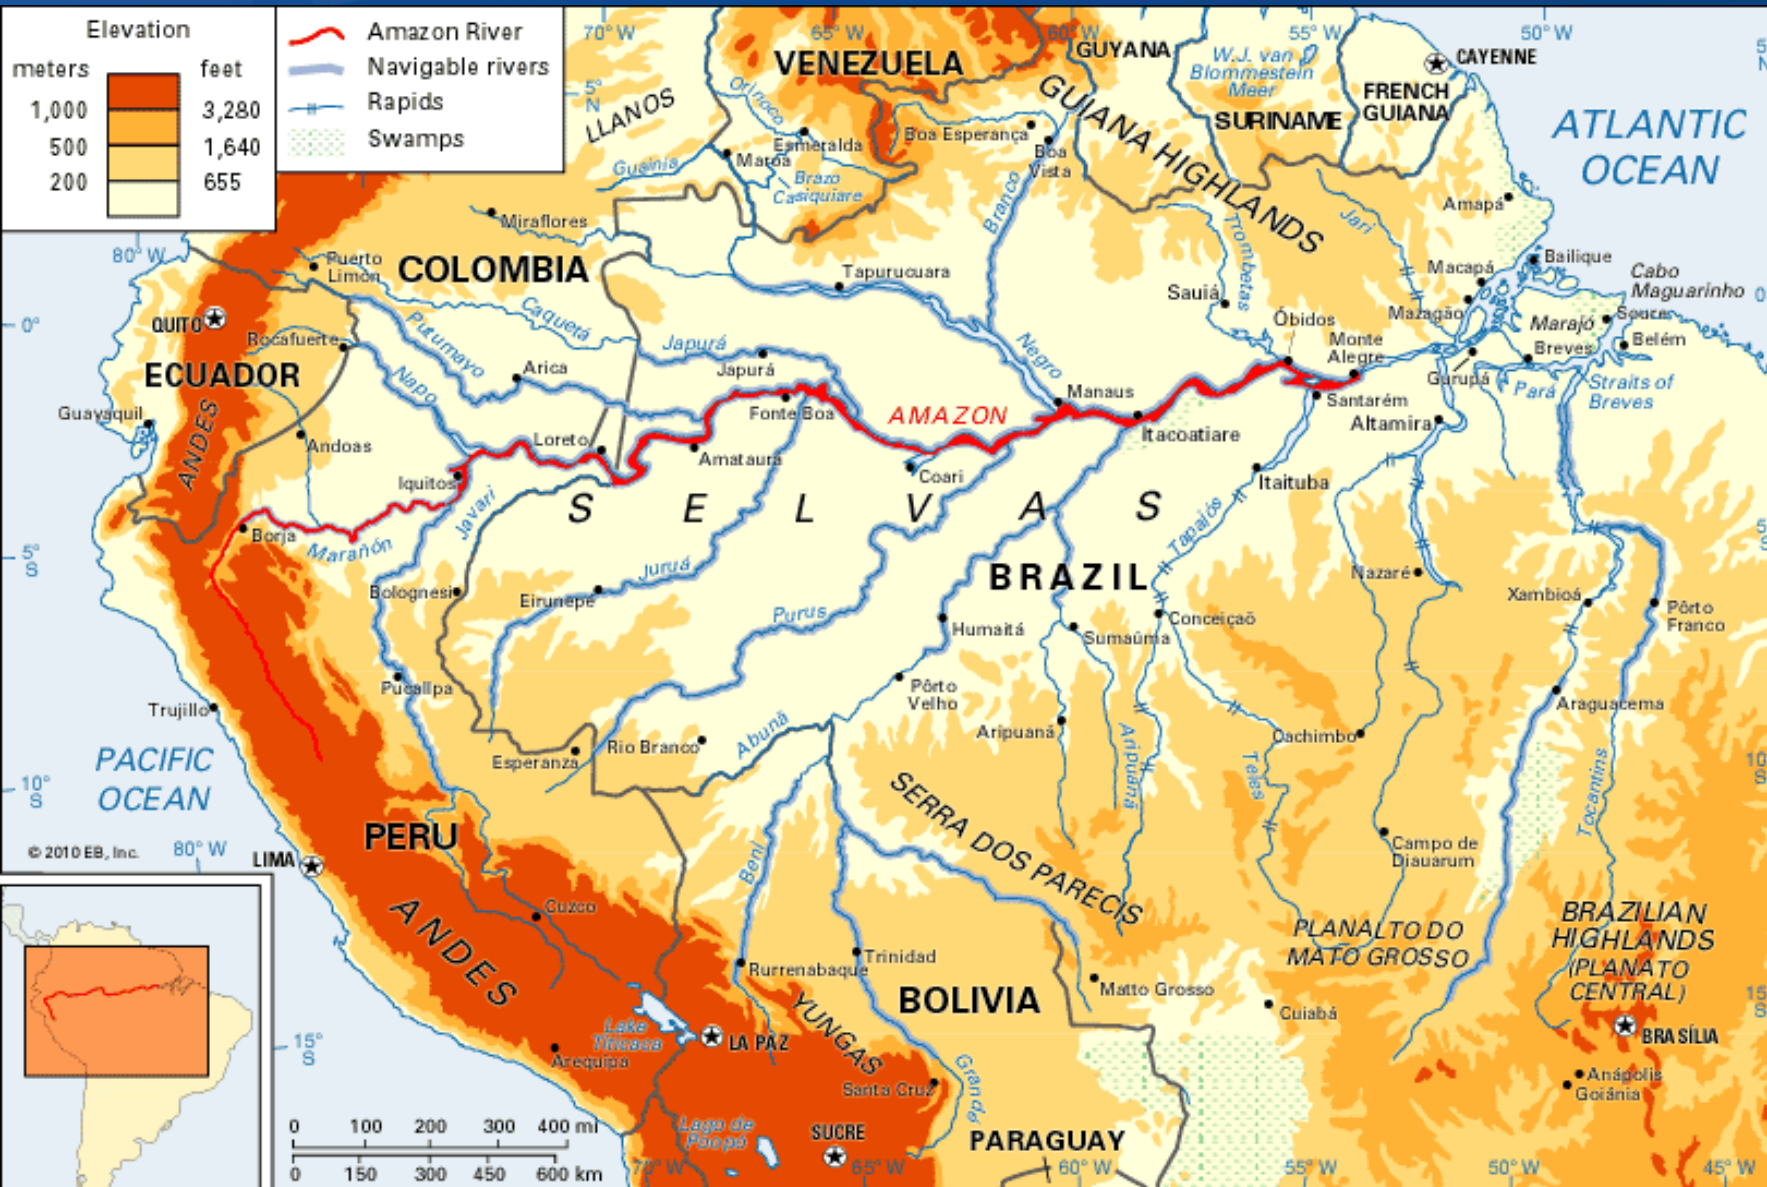 Elevation
meters
feet
1,000
3,280
500
1,640
200
655
Amazon River
Navigable rivers
Rapids
Swamps
70° W
65° W
60° W
55° W
50° W
5°
N
VENEZUELA
GUYANA
W.J. van
Blommestein
Meer
CAYENNE
FRENCH
GUIANA
SURINAME
ATLANTIC
OCEAN
LLANOS
Orinoco
Esmeralda
Maroa
Guainía
Brazo
Casiquiare
Boa Esperança
Boa
Vista
Branco
GUIANA HIGHLANDS
Jari
Trombetas
Amapá
Miraflores
80° W
Puerto
Limón
COLOMBIA
Tapurucuara
Sauiá
Macapá
Bailique
Cabo
Maguarinho
QUITO
0°
Rocafuerte
Putumayo
Caquetá
Japurá
Japurá
Negro
Óbidos
Monte
Alegre
Mazagão
Marajó
Soure
Breves
Belém
Gurupá
Pará
Straits of
Breves
ECUADOR
Napo
Arica
Fonte Boa
AMAZON
Manaus
Santarém
Altamira
Guayaquil
ANDES
Andoas
Loreto
Amataurá
Coari
Itacoatiare
Iquitos
Javari
S E L V A S
Itaituba
Tapajós
Borja
Marañón
5°
S
Juruá
BRAZIL
Nazaré
Bolognesi
Eirunepé
Purus
Humaitá
Sumaúma
Conceiçaõ
Xambioá
Pôrto
Franco
Pucallpa
Pôrto
Velho
Trujillo
Aripuaná
Aripuanã
Cachimbo
Araguacema
Esperanza
Rio Branco
Abunã
Teles
Tocantins
PACIFIC
OCEAN
10°
S
SERRA DOS PARECIS
PERU
© 2010 EB, Inc.
80° W
LIMA
Beni
Campo de
Diauarum
ANDES
Cuzco
PLANALTO DO
MATO GROSSO
BRAZILIAN
HIGHLANDS
(PLANATO
CENTRAL)
Rurrenabaque
Trinidad
Matto Grosso
BOLIVIA
YUNGAS
Cuiabá
Lake
Titicaca
LA PAZ
BRASÍLIA
15°
S
Arequipa
Santa Cruz
Grande
Anápolis
Goiânia
0 100 200 300 400 mi
0 150 300 450 600 km
Lago de
Poopó
SUCRE
PARAGUAY
70° W
65° W
60° W
55° W
50° W
45° W